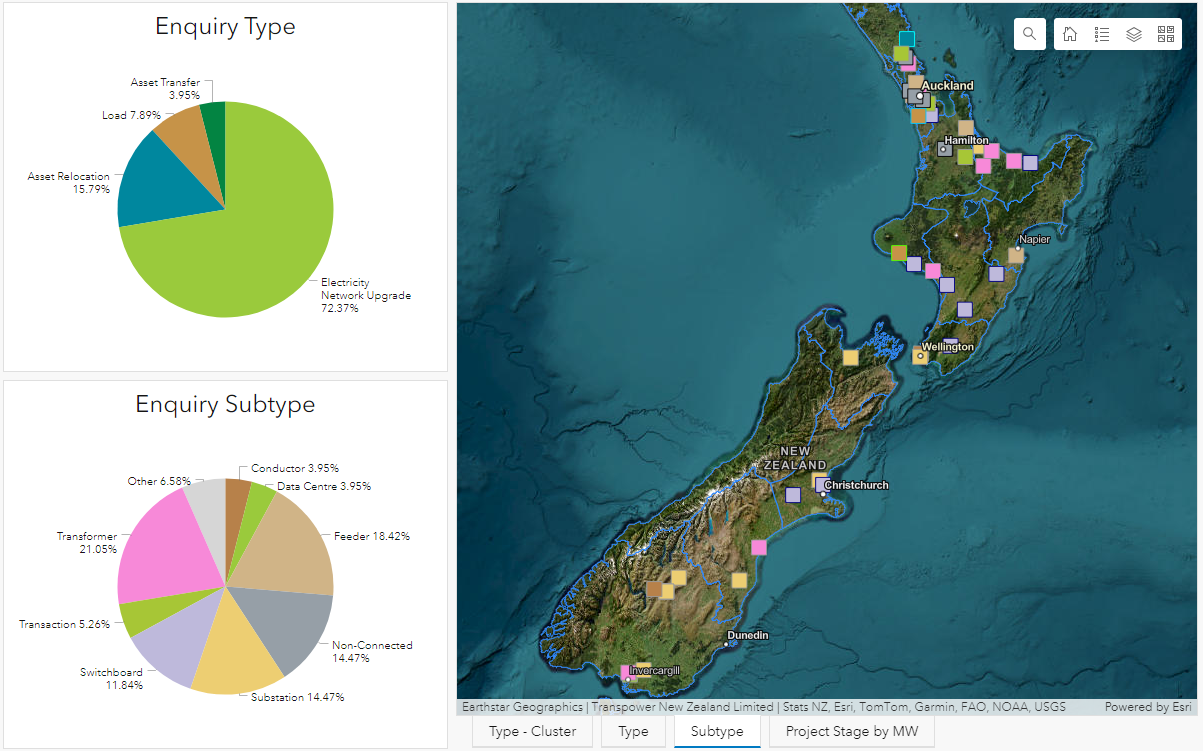 Enquiry Type
Asset Transfer
3.95%
Load 7.89%
Asset Relocation
15.79%
Electricity
Network Upgrade
72.37%
Enquiry Subtype
Conductor 3.95%
Other 6.58%
Data Centre 3.95%
Transformer
21.05%
Feeder 18.42%
Transaction 5.26%
Non-Connected
14.47%
Switchboard
11.84%
Substation 14.47%
Auckland
Hamilton
Napier
Wellington
NEW
ZEALAND
Christchurch
Dunedin
Invercargill
Earthstar Geographics | Transpower New Zealand Limited | Stats NZ, Esri, TomTom, Garmin, FAO, NOAA, USGS
Powered by Esri
Type - Cluster
Type
Subtype
Project Stage by MW